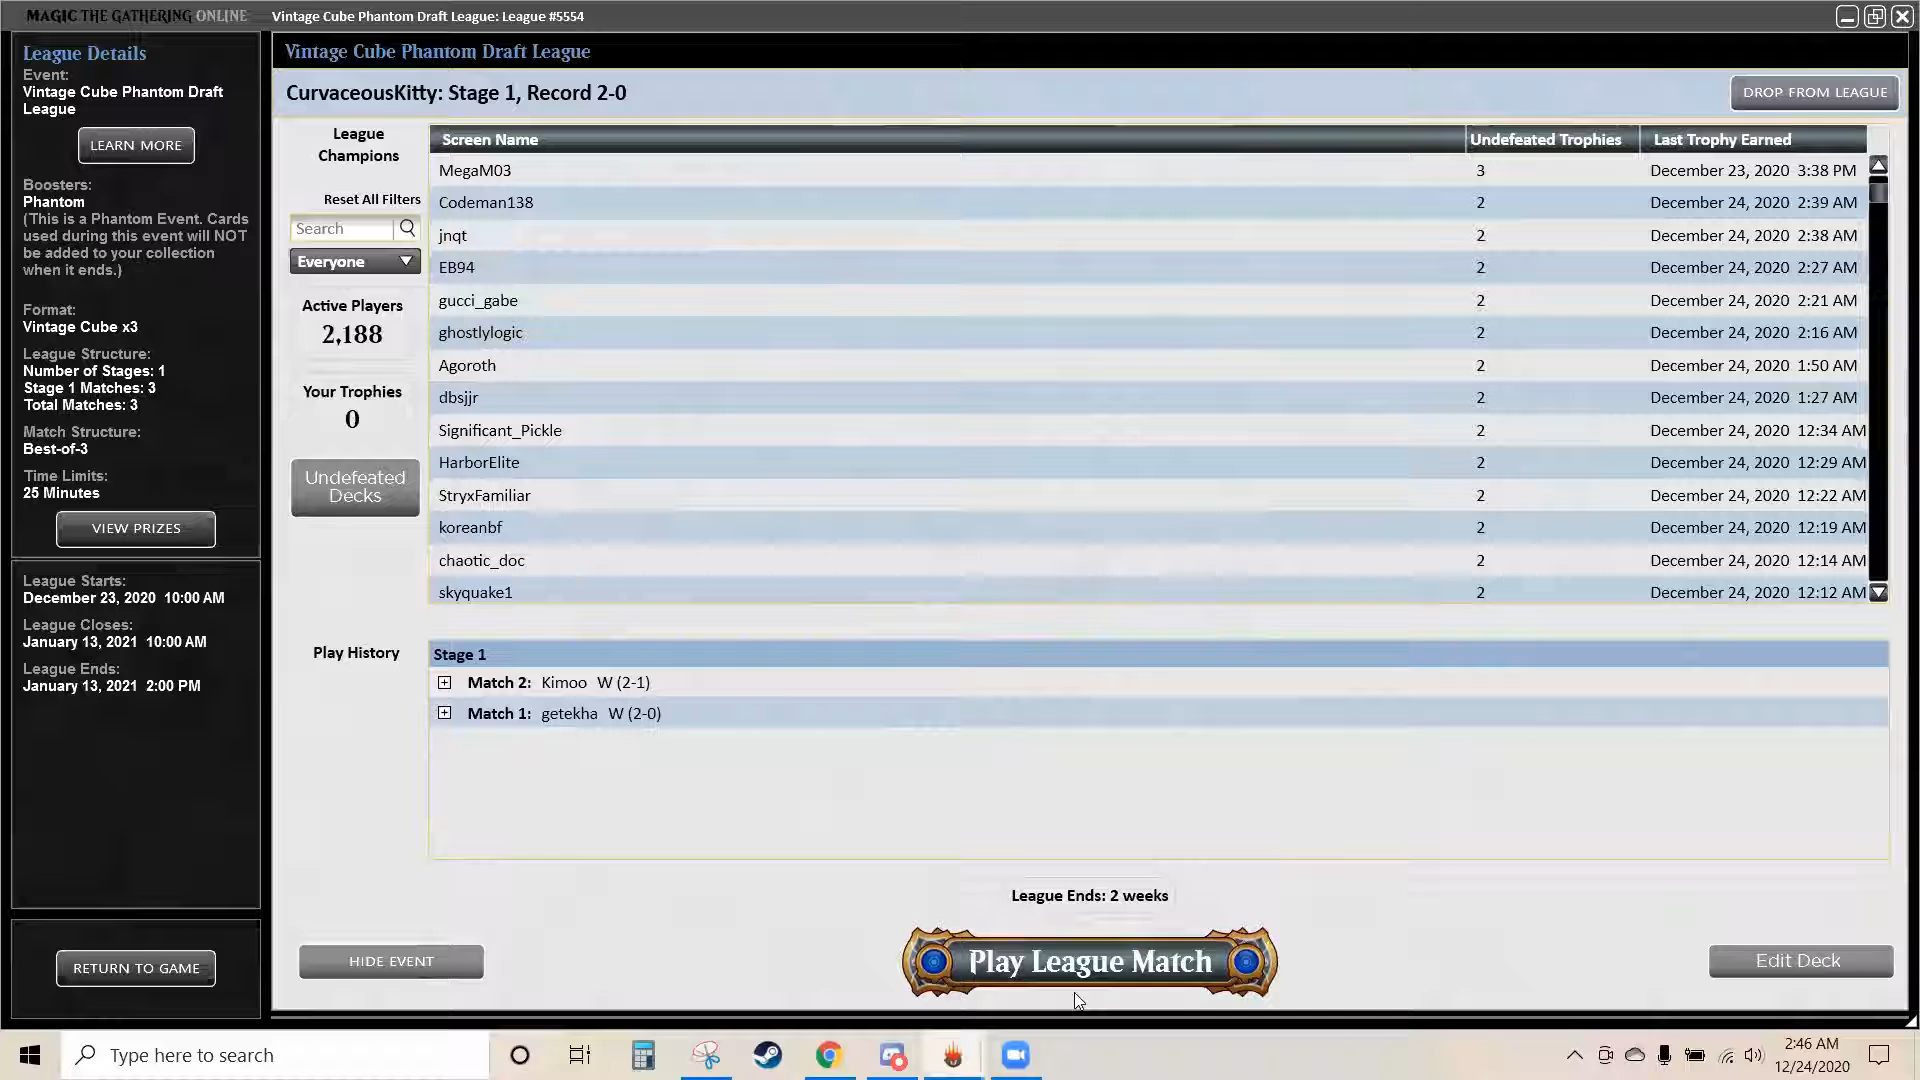 MAGIC THE GATHERING ONLINE
Vintage Cube Phantom Draft League: League #5554
League Details
Event:
Vintage Cube Phantom Draft
League
LEARN MORE
Boosters:
Phantom
(This is a Phantom Event. Cards
used during this event will NOT
be added to your collection
when it ends.)
Format:
Vintage Cube x3
League Structure:
Number of Stages: 1
Stage 1 Matches: 3
Total Matches: 3
Match Structure:
Best-of-3
Time Limits:
25 Minutes
VIEW PRIZES
League Starts:
December 23, 2020 10:00 AM
League Closes:
January 13, 2021 10:00 AM
League Ends:
January 13, 2021 2:00 PM
RETURN TO GAME
Vintage Cube Phantom Draft League
CurvaceousKitty: Stage 1, Record 2-0
DROP FROM LEAGUE
League
Champions
Reset All Filters
Search
Everyone
Active Players
2,188
Your Trophies
0
Undefeated
Decks
Screen Name Undefeated Trophies Last Trophy Earned
MegaM03 3 December 23, 2020 3:38 PM
Codeman138 2 December 24, 2020 2:39 AM
jnqt 2 December 24, 2020 2:38 AM
EB94 2 December 24, 2020 2:27 AM
gucci_gabe 2 December 24, 2020 2:21 AM
ghostlylogic 2 December 24, 2020 2:16 AM
Agoroth 2 December 24, 2020 1:50 AM
dbsjjr 2 December 24, 2020 1:27 AM
Significant_Pickle 2 December 24, 2020 12:34 AM
HarborElite 2 December 24, 2020 12:29 AM
StryxFamiliar 2 December 24, 2020 12:22 AM
koreanbf 2 December 24, 2020 12:19 AM
chaotic_doc 2 December 24, 2020 12:14 AM
skyquake1 2 December 24, 2020 12:12 AM
Play History
Stage 1
Match 2: Kimoo W (2-1)
Match 1: getekha W (2-0)
League Ends: 2 weeks
HIDE EVENT
Play League Match
Edit Deck
Type here to search
2:46 AM
12/24/2020